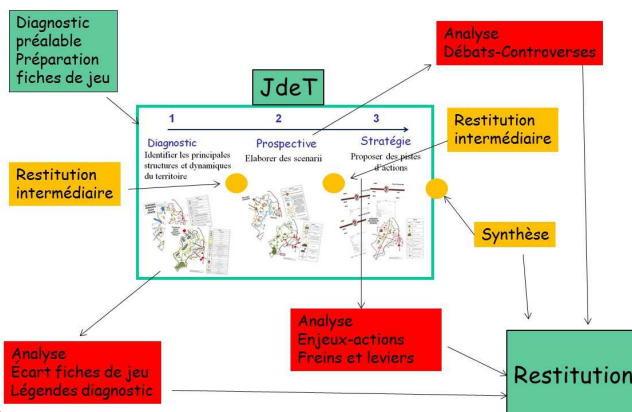 Diagnostic
préalable
Préparation
fiches de jeu
Analyse
Débats-Controverses
JdeT
1
2
3
Diagnostic
Identifier les principales
structures et dynamiques
du territoire
Prospective
Elaborer des scenarii
Stratégie
Proposer des pistes
d'actions
Restitution
intermédiaire
Restitution
intermédiaire
Synthèse
Analyse
Écart fiches de jeu
Légendes diagnostic
Analyse
Enjeux-actions
Freins et leviers
Restitution